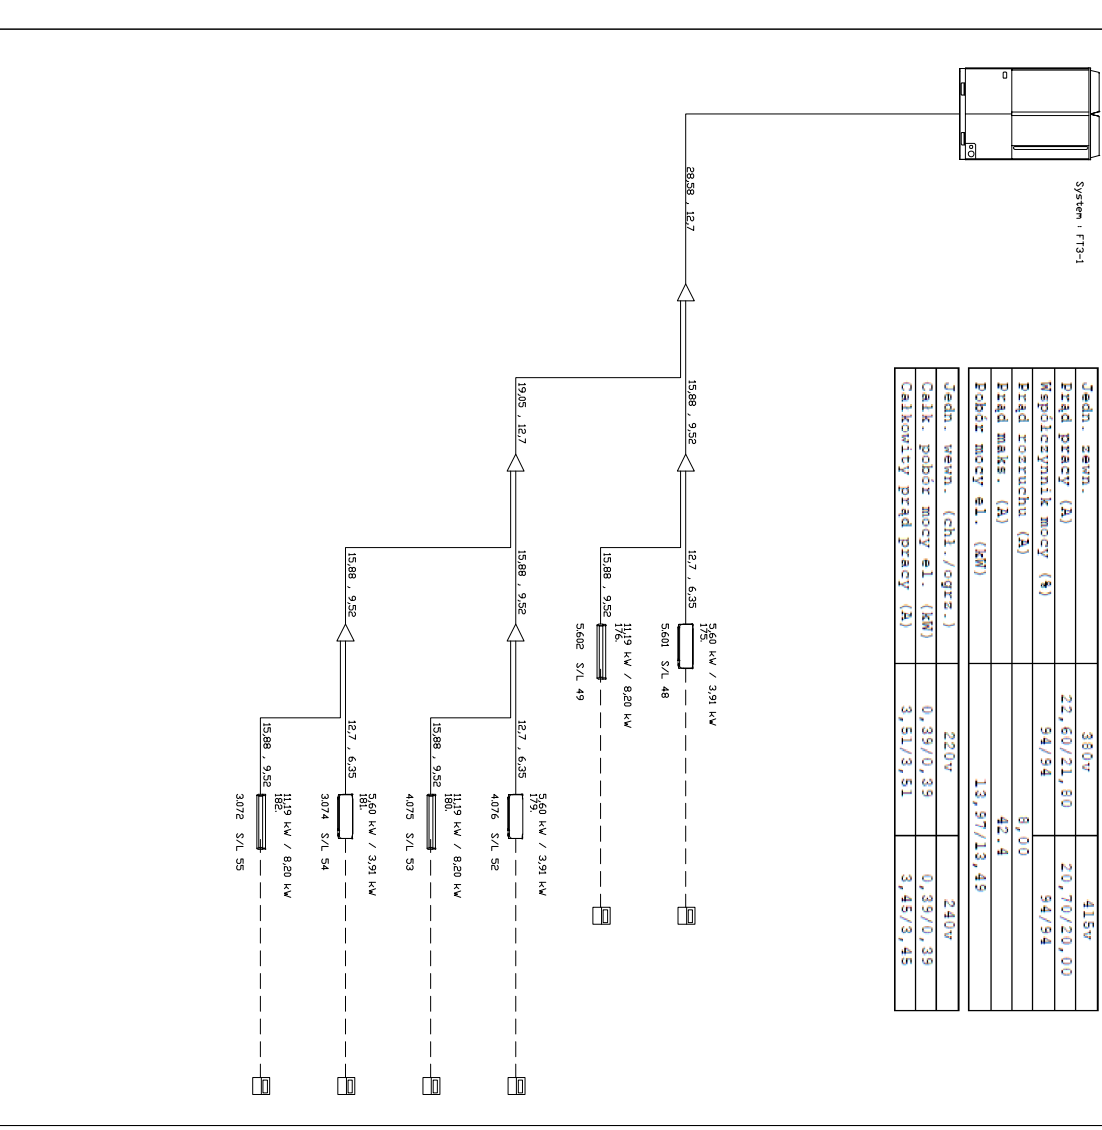 System : FT3-1
Jedn. zewn. 380v 415v
Prąd pracy (A) 22,60/21,80 20,70/20,00
Współczynnik mocy (%) 94/94 94/94
Prąd rozruchu (A) 8,00
Prąd maks. (A) 42.4
Pobór mocy el. (kW) 13,97/13,49
Jedn. wewn. (chł./ogrz.) 220v 240v
Całk. pobór mocy el. (kW) 0,39/0,39 0,39/0,39
Całkowity prąd pracy (A) 3,51/3,51 3,45/3,45
28,58 , 12,7
15,88 , 9,52
12,7 , 6,35
5,60 kW / 3,91 kW
175.
5.601 S/L 48
15,88 , 9,52
11,19 kW / 8,20 kW
176.
5.602 S/L 49
19,05 , 12,7
15,88 , 9,52
12,7 , 6,35
5,60 kW / 3,91 kW
179.
4.076 S/L 52
15,88 , 9,52
11,19 kW / 8,20 kW
180.
4.075 S/L 53
15,88 , 9,52
12,7 , 6,35
5,60 kW / 3,91 kW
181.
3.074 S/L 54
15,88 , 9,52
11,19 kW / 8,20 kW
182.
3.072 S/L 55